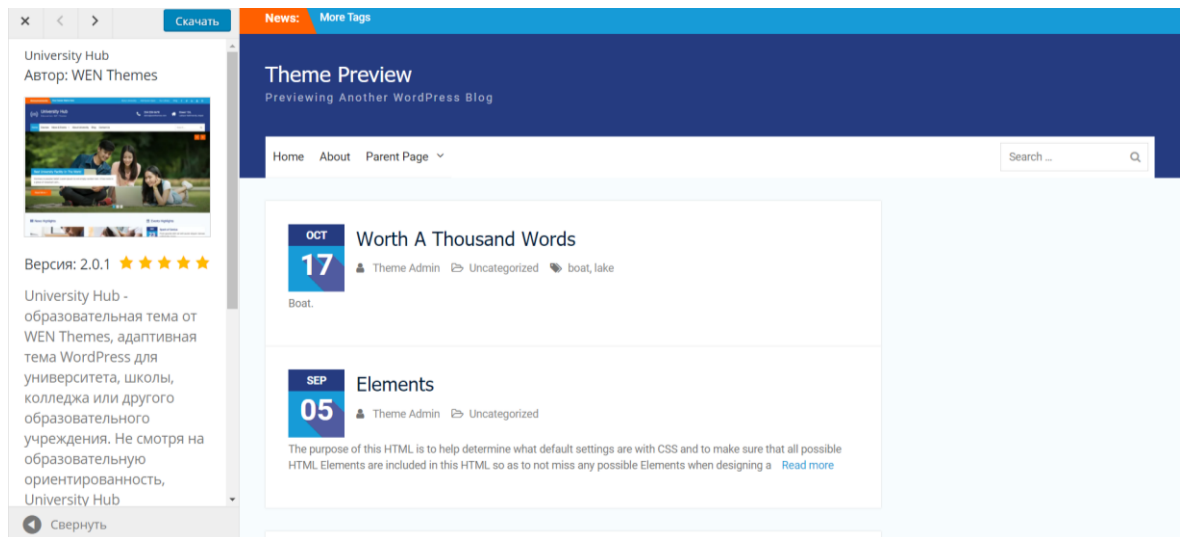 Скачать
University Hub
Автор: WEN Themes
Версия: 2.0.1
University Hub -
образовательная тема от
WEN Themes, адаптивная
тема WordPress для
университета, школы,
колледжа или другого
образовательного
учреждения. Не смотря на
образовательную
ориентированность,
University Hub
Свернуть
News: More Tags
Theme Preview
Previewing Another WordPress Blog
Home About Parent Page
Search ...
OCT
17
Worth A Thousand Words
Theme Admin Uncategorized boat, lake
Boat.
SEP
05
Elements
Theme Admin Uncategorized
The purpose of this HTML is to help determine what default settings are with CSS and to make sure that all possible
HTML Elements are included in this HTML so as to not miss any possible Elements when designing a Read more